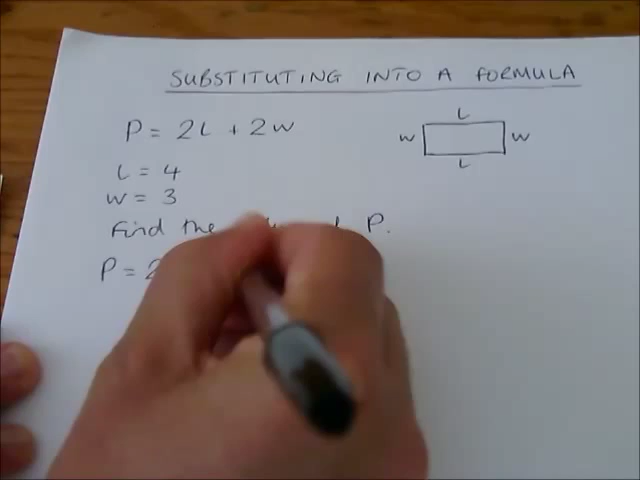 SUBSTITUTING INTO A FORMULA
P = 2L + 2W
L
W
W
L
L = 4
W = 3
Find the P.
P = 2